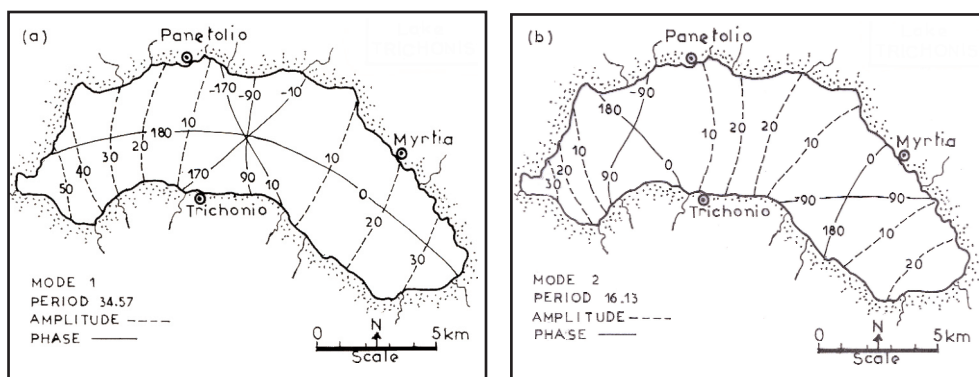 (a)
Panetolio
-170
-90
-10
10
180
20
30
40
50
170
90
10
10
0
20
30
Myrtia
Trichonio
MODE 1
PERIOD 34.57
AMPLITUDE ----
PHASE ——
0 N 5km
Scale
(b)
Panetolio
-90
180
10
20
20
10
10
20
30
90
0
0
Myrtia
Trichonio
-90
90
180
10
20
MODE 2
PERIOD 16.13
AMPLITUDE ----
PHASE ——
0 N 5km
Scale